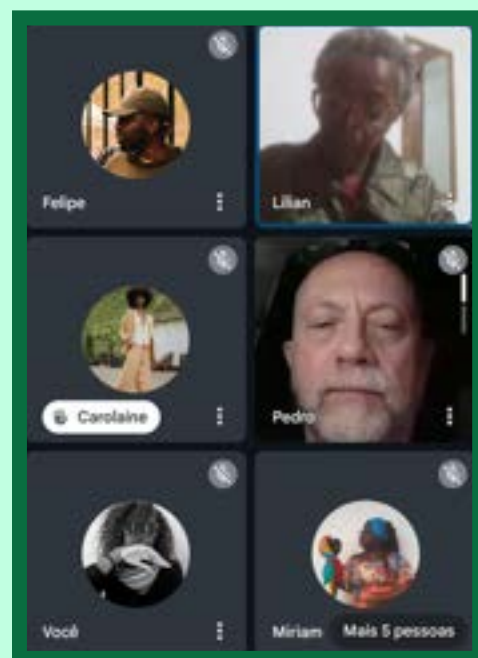 Felipe
Lilian
Carolaine
Pedro
Você
Miriam
Mais 5 pessoas